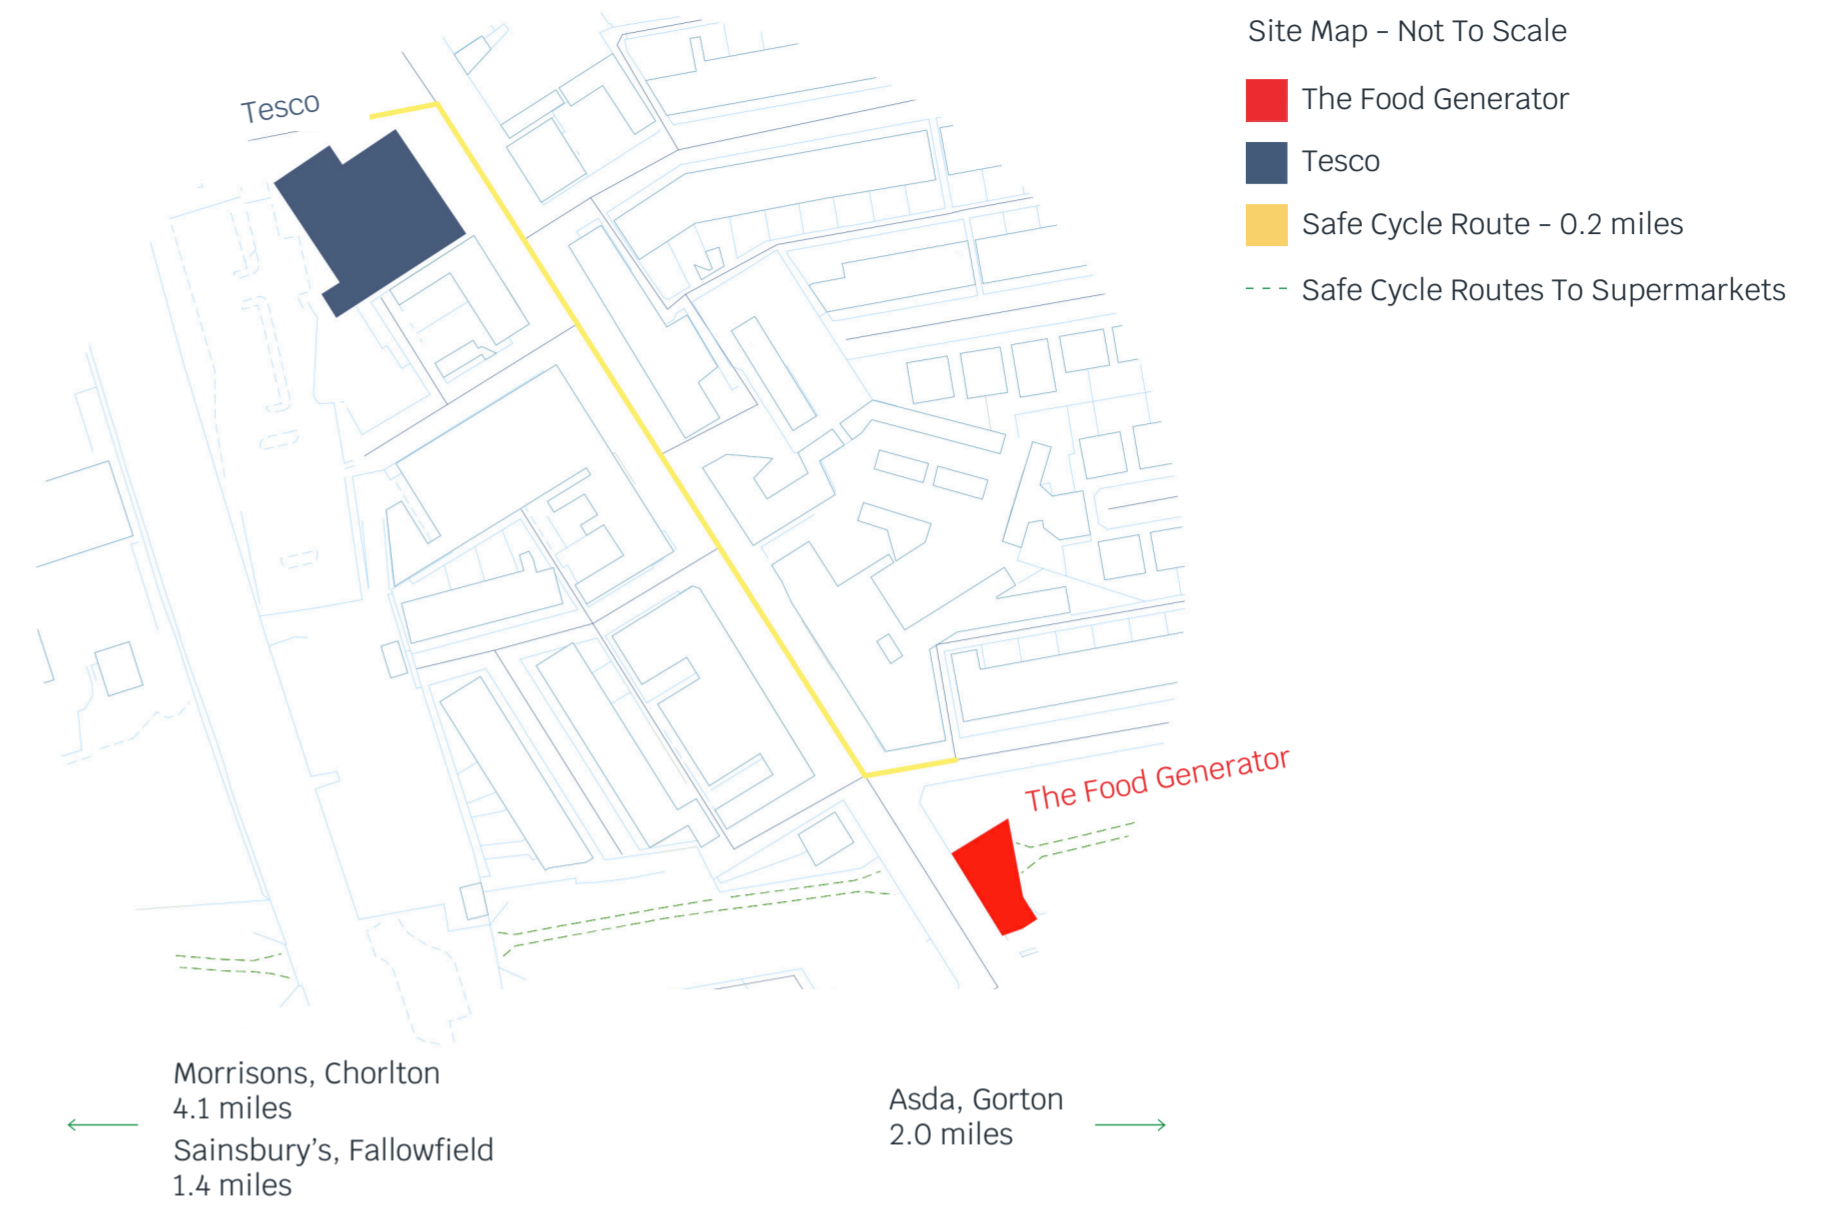 Site Map - Not To Scale
The Food Generator
Tesco
Safe Cycle Route - 0.2 miles
Safe Cycle Routes To Supermarkets
Tesco
The Food Generator
Morrisons, Chorlton
4.1 miles
Sainsbury's, Fallowfield
1.4 miles
Asda, Gorton
2.0 miles